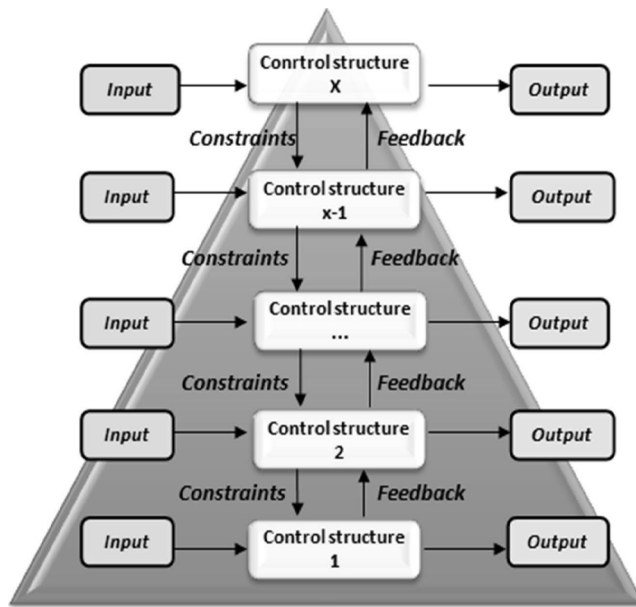 Conrtrol structure
X
Input
Output
Constraints
Feedback
Control structure
x-1
Input
Output
Constraints
Feedback
Control structure
...
Input
Output
Constraints
Feedback
Control structure
2
Input
Output
Constraints
Feedback
Control structure
1
Input
Output